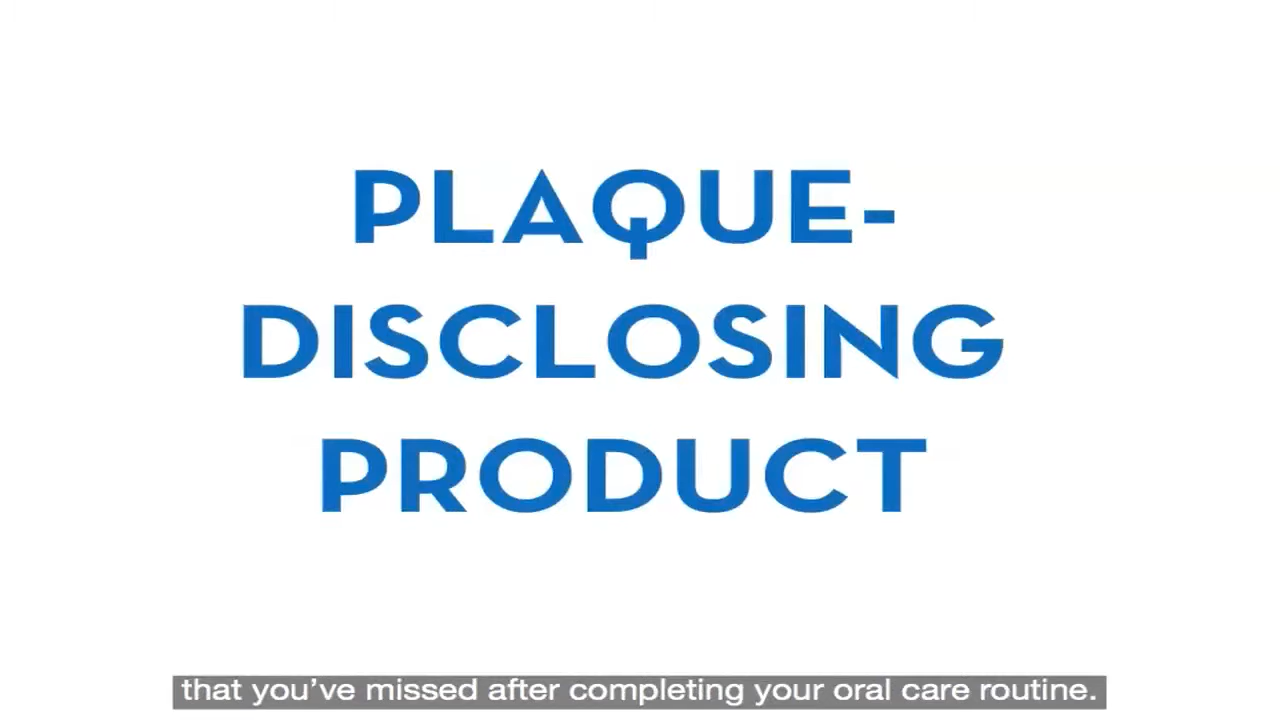 PLAQUE-
DISCLOSING
PRODUCT
that you’ve missed after completing your oral care routine.